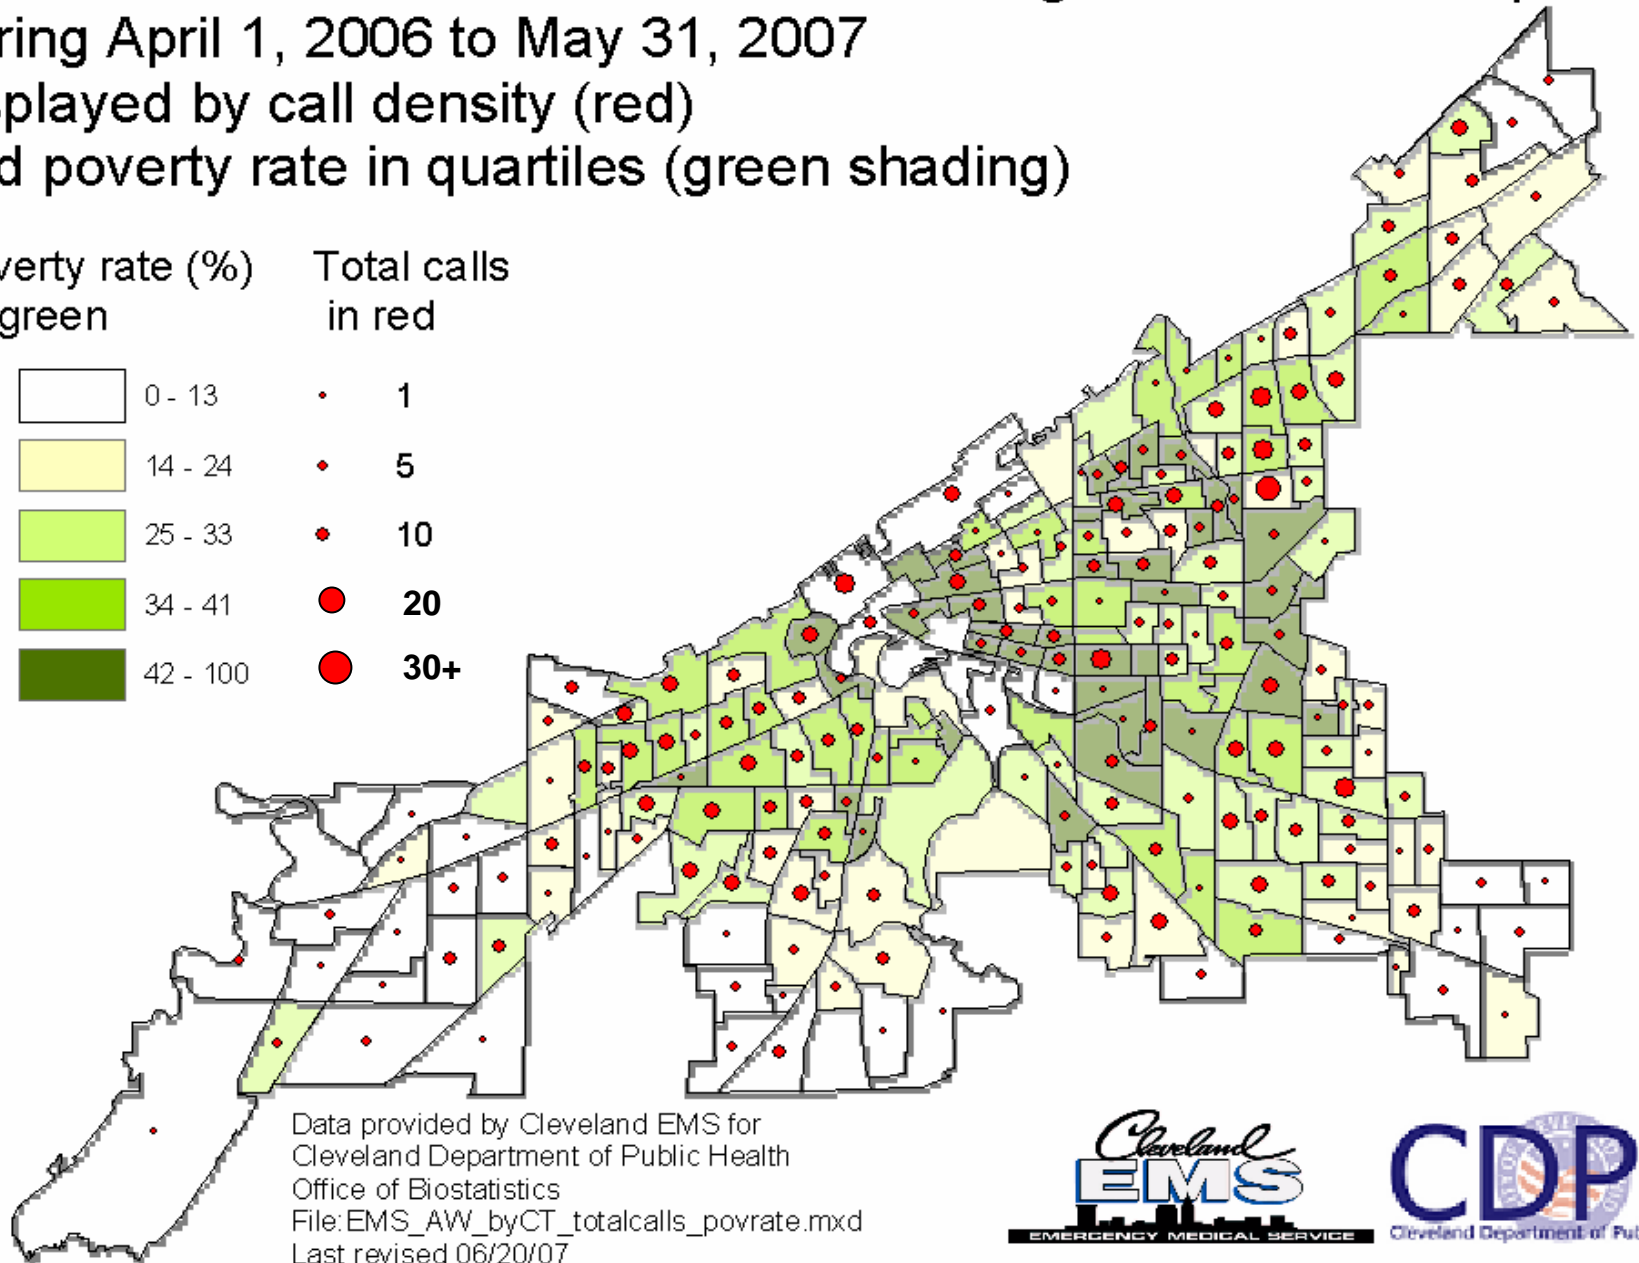 ring April 1, 2006 to May 31, 2007
splayed by call density (red)
d poverty rate in quartiles (green shading)
verty rate (%)
green
Total calls
in red
0 - 13
14 - 24
25 - 33
34 - 41
42 - 100
1
5
10
20
30+
Data provided by Cleveland EMS for
Cleveland Department of Public Health
Office of Biostatistics
File:EMS_AW_byCT_totalcalls_povrate.mxd
Last revised 06/20/07
Cleveland
EMS
EMERGENCY MEDICAL SERVICE
CDP
Cleveland Department of Pu